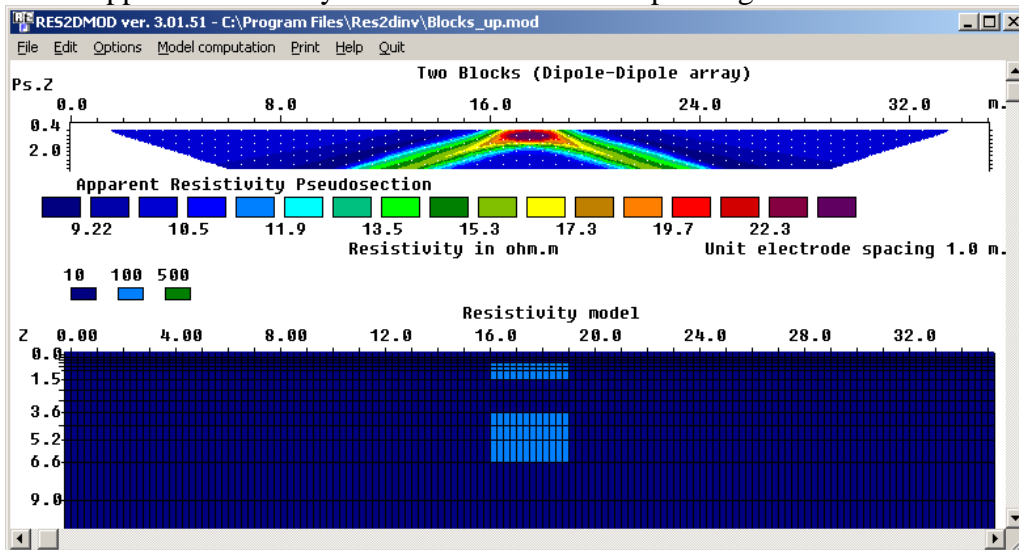 RES2DMOD ver. 3.01.51 - C:\Program Files\Res2dinv\Blocks_up.mod
File Edit Options Model computation Print Help Quit
Two Blocks (Dipole-Dipole array)
Ps.Z
0.0 8.0 16.0 24.0 32.0 m.
0.4
2.0
Apparent Resistivity Pseudosection
9.22 10.5 11.9 13.5 15.3 17.3 19.7 22.3
Resistivity in ohm.m Unit electrode spacing 1.0 m.
10 100 500
Resistivity model
Z 0.00 4.00 8.00 12.0 16.0 20.0 24.0 28.0 32.0
0.0
1.5
3.6
5.2
6.6
9.0